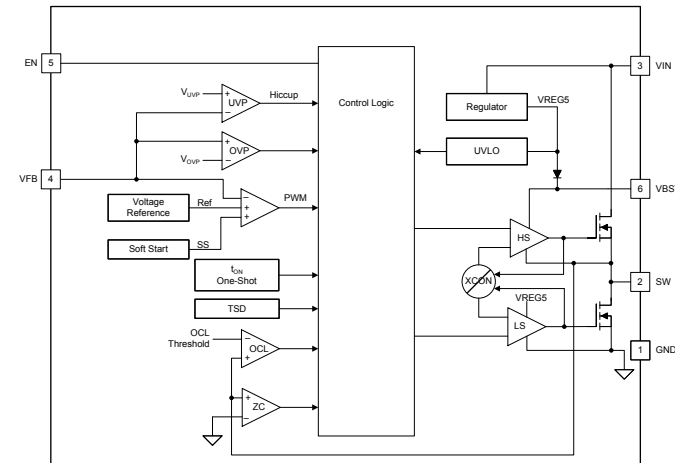 EN 5
VFB 4
VUVP
+
−
UVP
Hiccup
VOVP
+
−
OVP
Voltage
Reference
Ref
Soft Start
SS
−
+
+
PWM
tON
One-Shot
TSD
OCL
Threshold
−
+
OCL
+
−
ZC
Control Logic
Regulator
VREG5
UVLO
HS
XCON
VREG5
LS
3 VIN
6 VBST
2 SW
1 GND